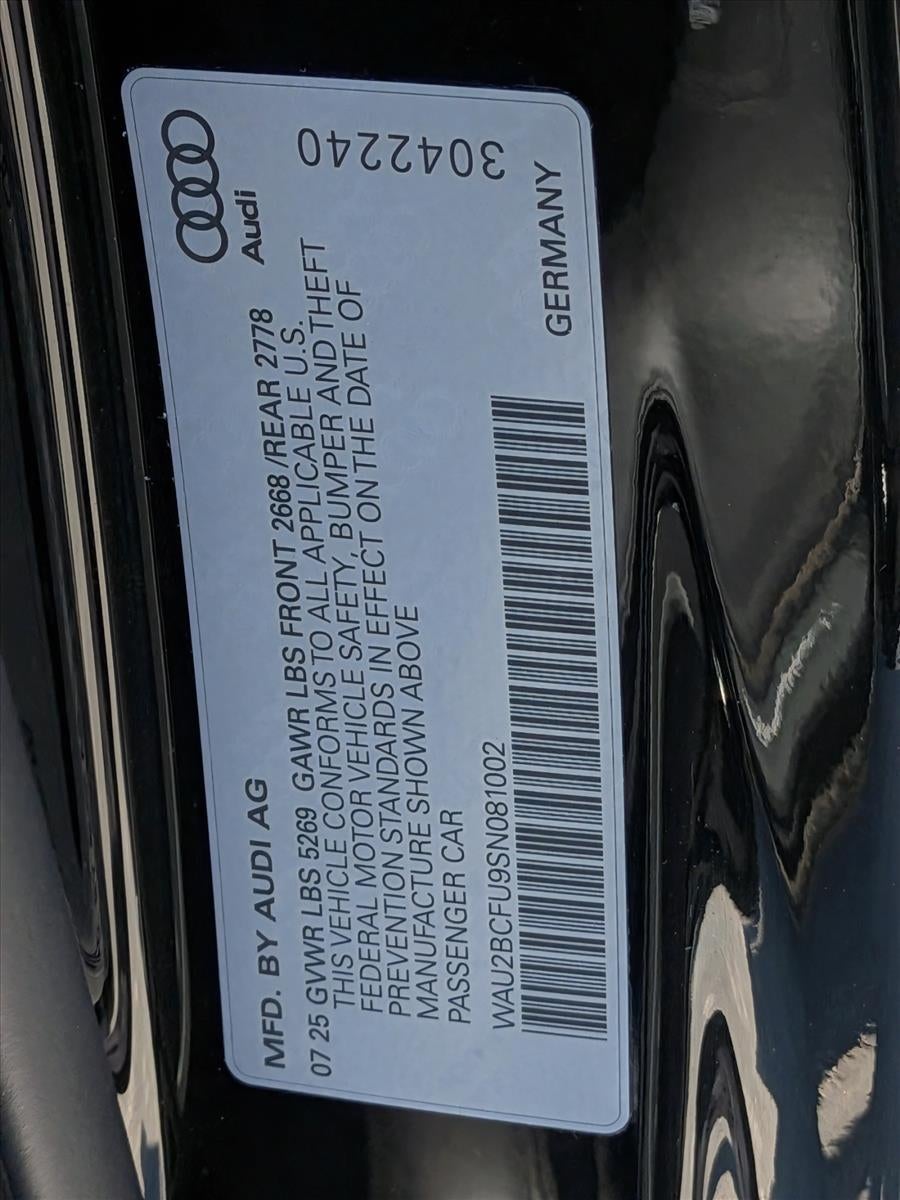 Audi
3042240
MFD. BY AUDI AG
07 25 GVWR LBS 5269 GAWR LBS FRONT 2668 /REAR 2778
THIS VEHICLE CONFORMS TO ALL APPLICABLE U.S.
FEDERAL MOTOR VEHICLE SAFETY, BUMPER AND THEFT
PREVENTION STANDARDS IN EFFECT ON THE DATE OF
MANUFACTURE SHOWN ABOVE
PASSENGER CAR
WAU2BCFU9SN081002
GERMANY